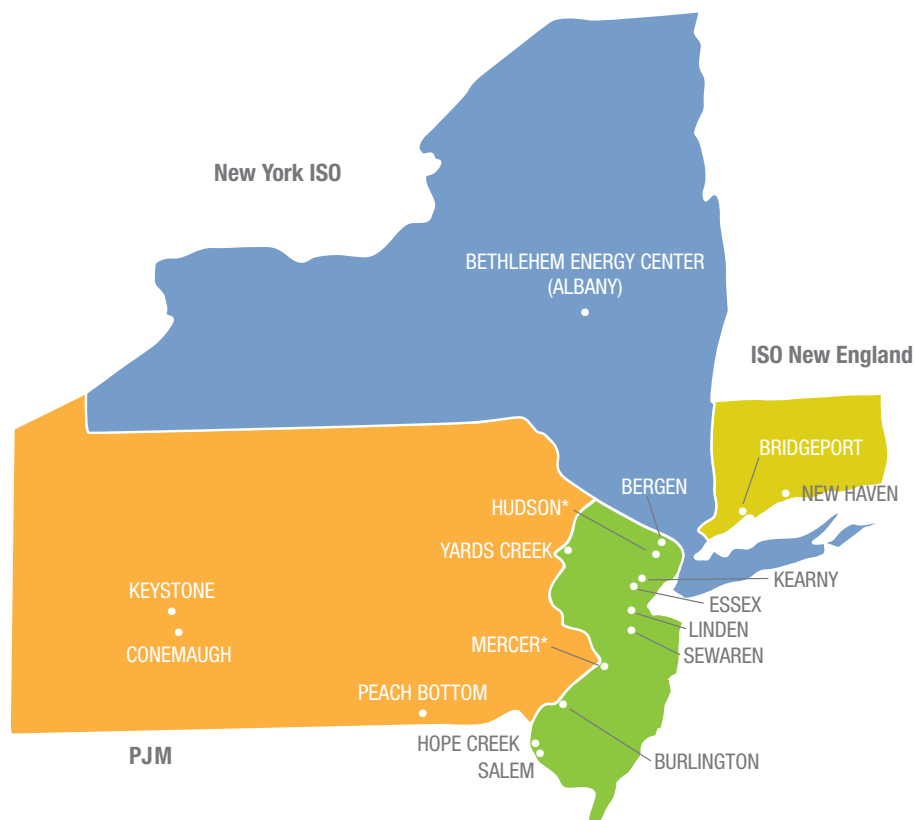 New York ISO
BETHLEHEM ENERGY CENTER
(ALBANY)
ISO New England
BRIDGEPORT
NEW HAVEN
BERGEN
HUDSON*
YARDS CREEK
KEARNY
KEYSTONE
ESSEX
LINDEN
MERCER*
CONEMAUGH
SEWAREN
PEACH BOTTOM
HOPE CREEK
PJM
BURLINGTON
SALEM